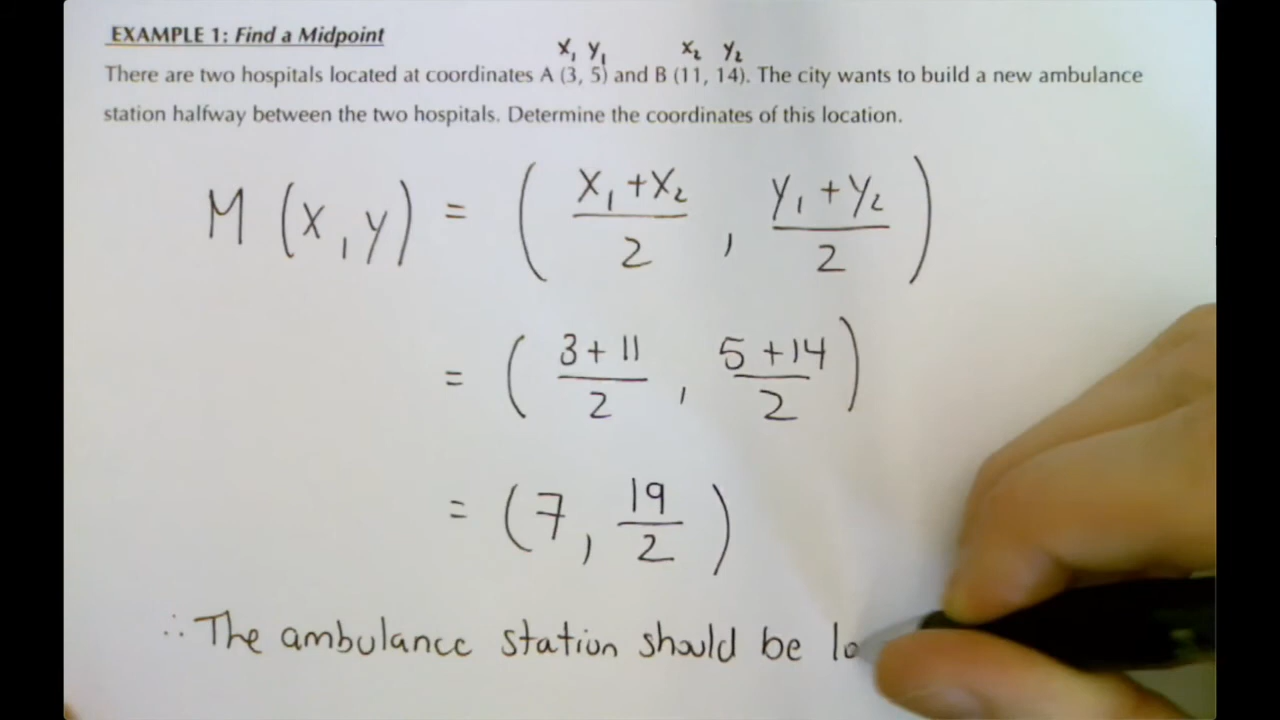 EXAMPLE 1: Find a Midpoint
x₁ y₁ x₂ y₂
There are two hospitals located at coordinates A (3, 5) and B (11, 14). The city wants to build a new ambulance
station halfway between the two hospitals. Determine the coordinates of this location.
M (x, y) = ( (x₁ + x₂)/2 , (y₁ + y₂)/2 )
= ( (3 + 11)/2 , (5 + 14)/2 )
= ( 7 , 19/2 )
∴ The ambulance station should be lo